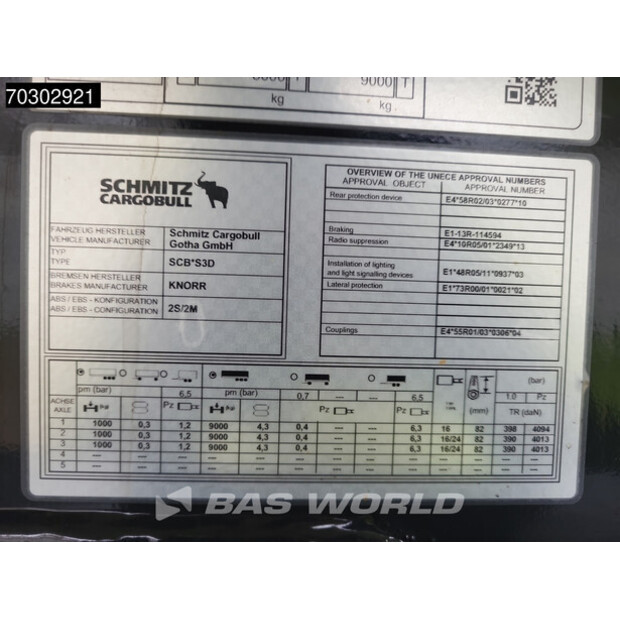 70302921
9000 T
kg kg
SCHMITZ
CARGOBULL
FAHRZEUG HERSTELLER
VEHICLE MANUFACTURER
Schmitz Cargobull
Gotha GmbH
TYP
TYPE
SCB*S3D
BREMSEN HERSTELLER
BRAKES MANUFACTURER
KNORR
ABS / EBS - KONFIGURATION
ABS / EBS - CONFIGURATION
2S/2M
OVERVIEW OF THE UNECE APPROVAL NUMBERS
APPROVAL OBJECT APPROVAL NUMBER
Rear protection device E4*58R02/03*0277*10
Braking E1-13R-114594
Radio suppression E4*10R05/01*2349*13
Installation of lighting
and light signalling devices E1*48R05/11*0937*03
Lateral protection E1*73R00/01*0021*02
Couplings E4*55R01/03*0306*04
(bar)
pm (bar) 6,5 pm (bar) 0,7 --- --- 6,5 (mm) 1.0 Pz
ACHSE
AXLE
Pz Pz Pz TR (daN)
1 1000 0,3 1,2 9000 4,3 0,4 --- --- 6,3 16 82 398 4094
2 1000 0,3 1,2 9000 4,3 0,4 --- --- 6,3 16/24 82 390 4013
3 1000 0,3 1,2 9000 4,3 0,4 --- --- 6,3 16/24 82 390 4013
4 --- --- --- --- --- --- --- --- --- --- --- --- ---
5 --- --- --- --- --- --- --- --- --- --- --- --- ---
BAS WORLD